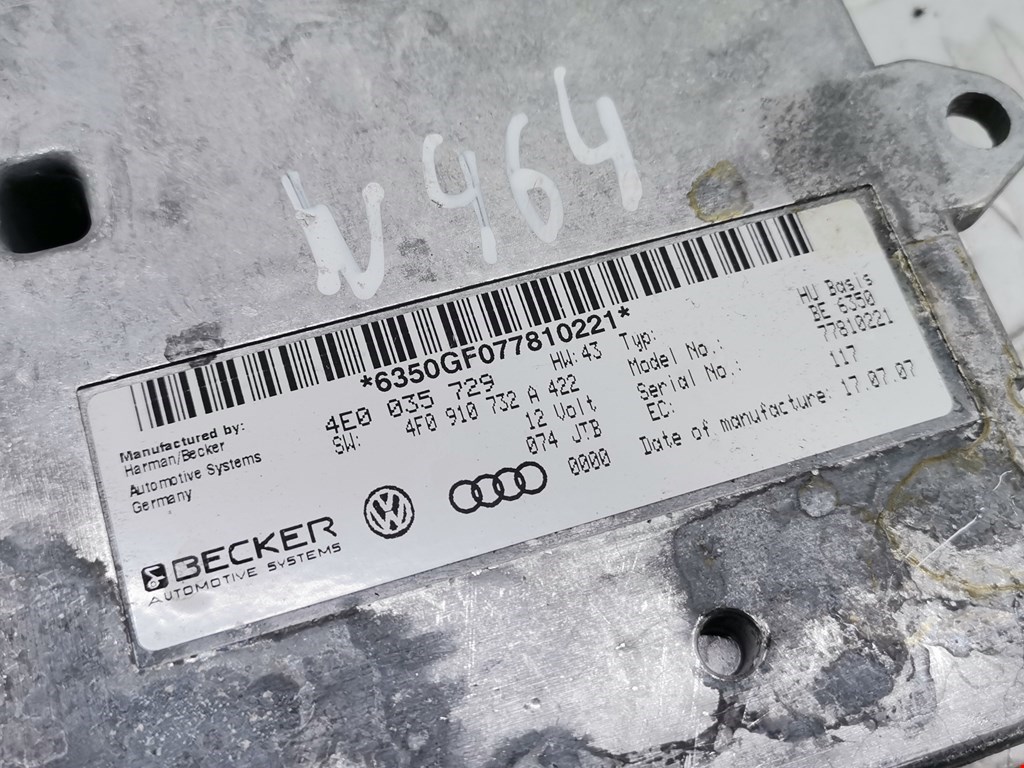 N 464
*6350GF077810221*
Manufactured by:
Harman/Becker
Automotive Systems
Germany
4E0 035 729 HW: 43
SW: 4F0 910 732 A 422
12 Volt
074 JTB
0000
Typ: HU Basis
Model No.: BE 6350
Serial No.: 77810221
EC: 117
Date of manufacture: 17.07.07
BECKER
AUTOMOTIVE SYSTEMS